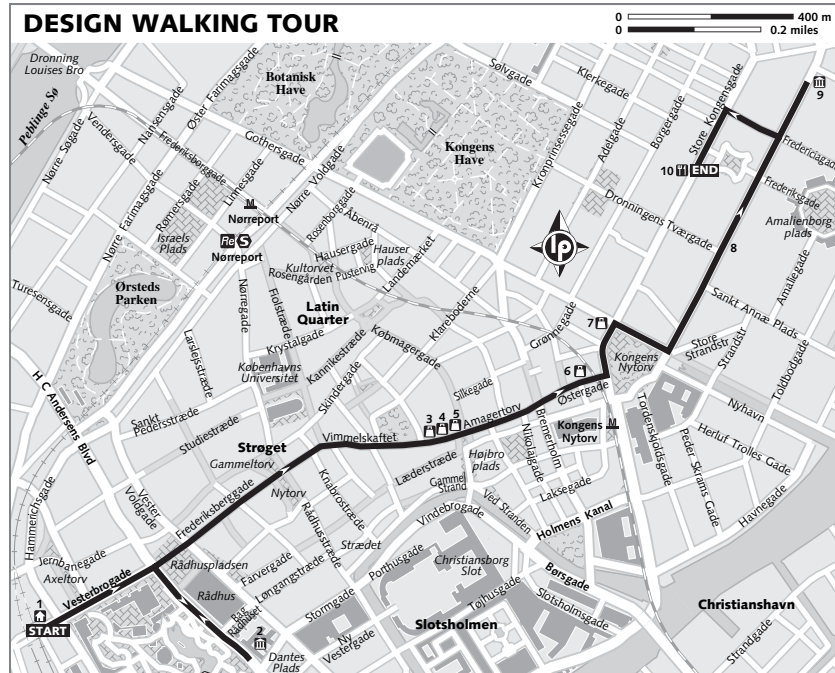 DESIGN WALKING TOUR
0 400 m
0 0.2 miles
Dronning
Louises Bro
Peblinge Sø
Nørre Søgade
Vendersgade
Nansensgade
Øster Farimagsgade
Frederiksborggade
Botanisk
Have
Gothersgade
Sølvgade
Kongens
Have
Klerkegade
Kronprinsessegade
Adelgade
Borgergade
Store Kongensgade
9
Fredericiagade
10 END
Frederiksgade
Amalienborg
plads
Dronningens Tværgade
8
Amaliegade
Sankt Annæ Plads
Toldbodgade
Store
Strandstr
Strandstr
Nyhavn
Nørre Farimagsgade
Rømersgade
Linnésgade
Israels
Plads
M
Nørreport
Re S
Nørreport
Nørre Voldgade
Rosenborggade
Åbenrå
Hausergade
Hauser
plads
Kultorvet
Rosengården Pustervig
Landemærket
lp
Ørsteds
Parken
Turesensgade
Nørregade
Fiolstræde
Latin
Quarter
Krystalgade
Kannikestræde
Købmagergade
Klareboderne
Grønnegade
7
Kongens
Nytorv
6
Østergade
Kongens
Nytorv
M
Larslejsstræde
Københavns
Universitet
Skindergade
Silkegade
3 4 5
Amagertorv
Vimmelskaftet
Bremerholm
Nikolajgade
Højbro
plads
H C Andersens Blvd
Sankt
Pedersstræde
Studiestræde
Strøget
Gammeltorv
Nytorv
Læderstræde
Gammel
Strand
Laksegade
Ved Stranden
Holmens Kanal
Tordenskjoldsgade
Peder Skrams Gade
Herluf Trolles Gade
Havnegade
Hammerichsgade
Vester
Voldgade
Frederiksberggade
Knabrostræde
Rådhusstræde
Strædet
Vindebrogade
Christiansborg
Slot
Børsgade
Jernbanegade
Axeltorv
Vesterbrogade
Rådhuspladsen
Rådhus
Farvergade
Longangstræde
Porthusgade
Tøjhusgade
Slotsholmsgade
Christianshavn
1
START
Bag
Rådhuset
2
Stormgade
Ny
Vestergade
Dantes
Plads
Slotsholmen
Strandgade